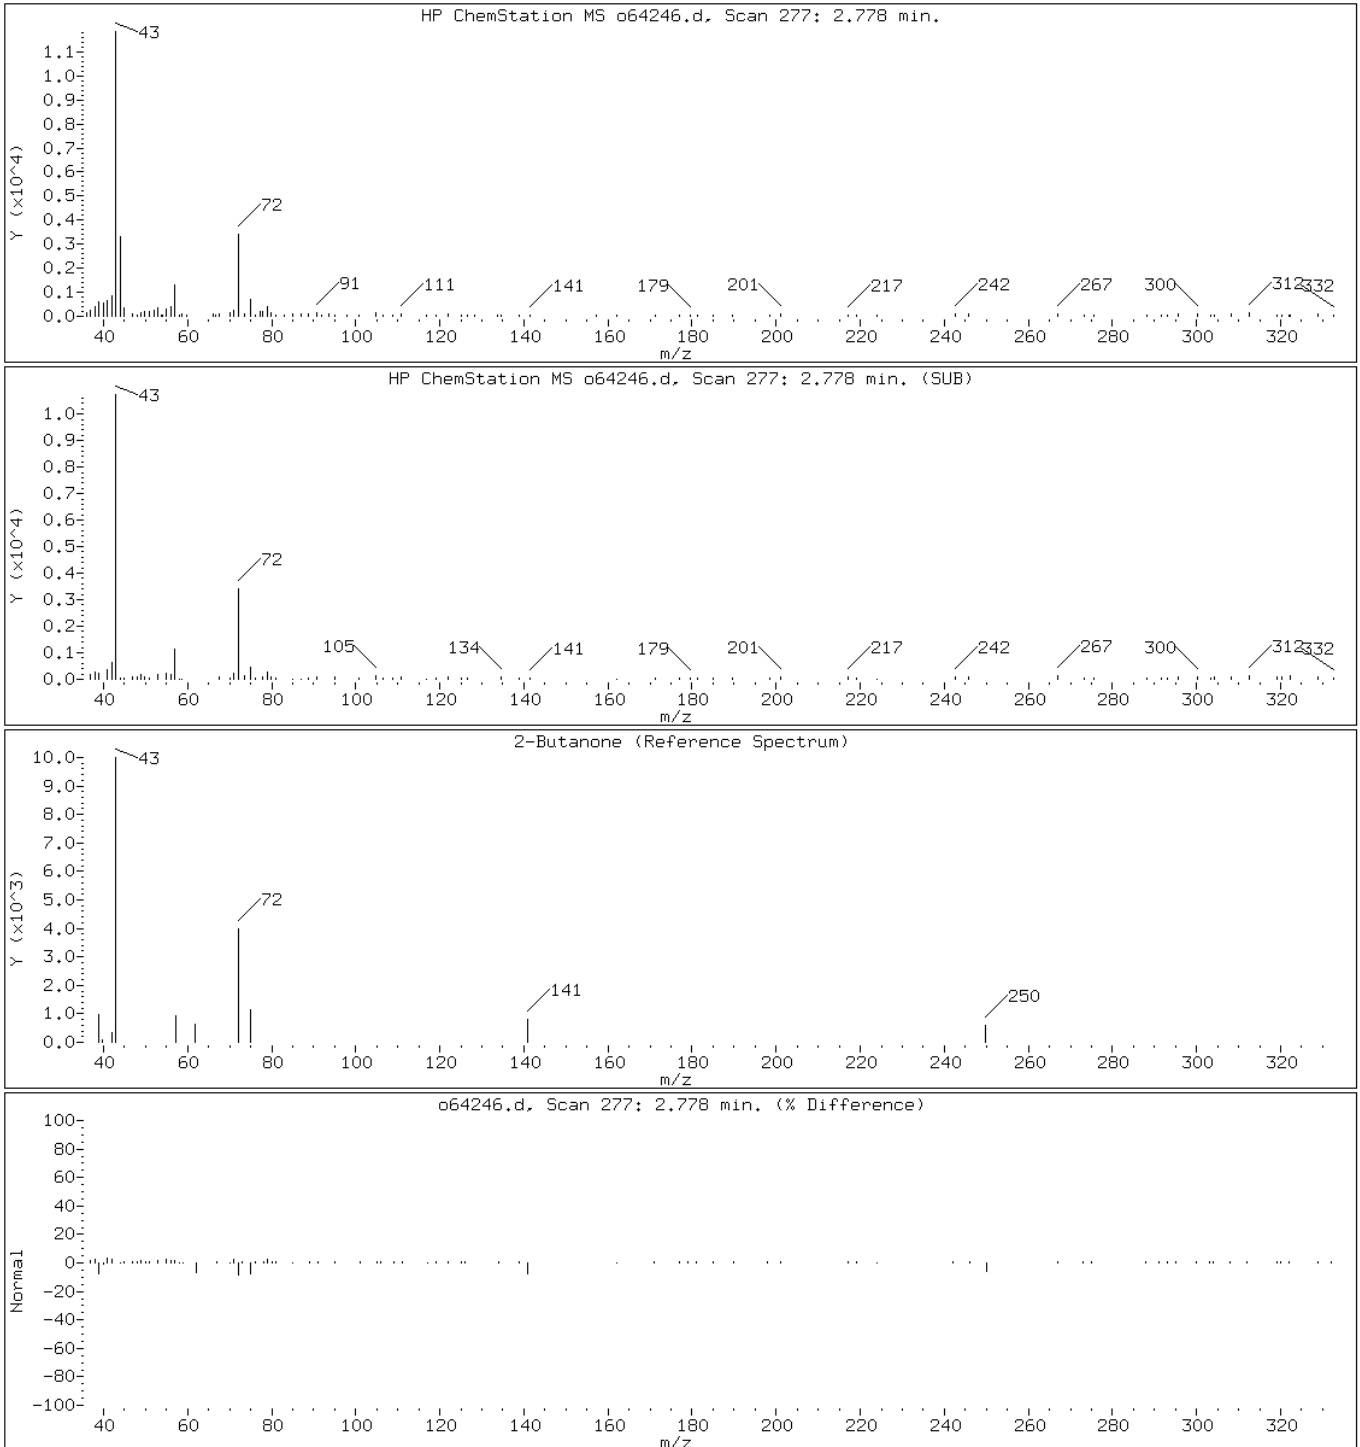 HP ChemStation MS o64246.d, Scan 277: 2.778 min.
Y (x10^4)
1.1
1.0
0.9
0.8
0.7
0.6
0.5
0.4
0.3
0.2
0.1
0.0
43
72
91 111 141 179 201 217 242 267 300 312 332
40 60 80 100 120 140 160 180 200 220 240 260 280 300 320
m/z
HP ChemStation MS o64246.d, Scan 277: 2.778 min. (SUB)
Y (x10^4)
1.0
0.9
0.8
0.7
0.6
0.5
0.4
0.3
0.2
0.1
0.0
43
72
105 134 141 179 201 217 242 267 300 312 332
40 60 80 100 120 140 160 180 200 220 240 260 280 300 320
m/z
2-Butanone (Reference Spectrum)
Y (x10^3)
10.0
9.0
8.0
7.0
6.0
5.0
4.0
3.0
2.0
1.0
0.0
43
72
141 250
40 60 80 100 120 140 160 180 200 220 240 260 280 300 320
m/z
o64246.d, Scan 277: 2.778 min. (% Difference)
Normal
100
80
60
40
20
0
-20
-40
-60
-80
-100
40 60 80 100 120 140 160 180 200 220 240 260 280 300 320
m/z